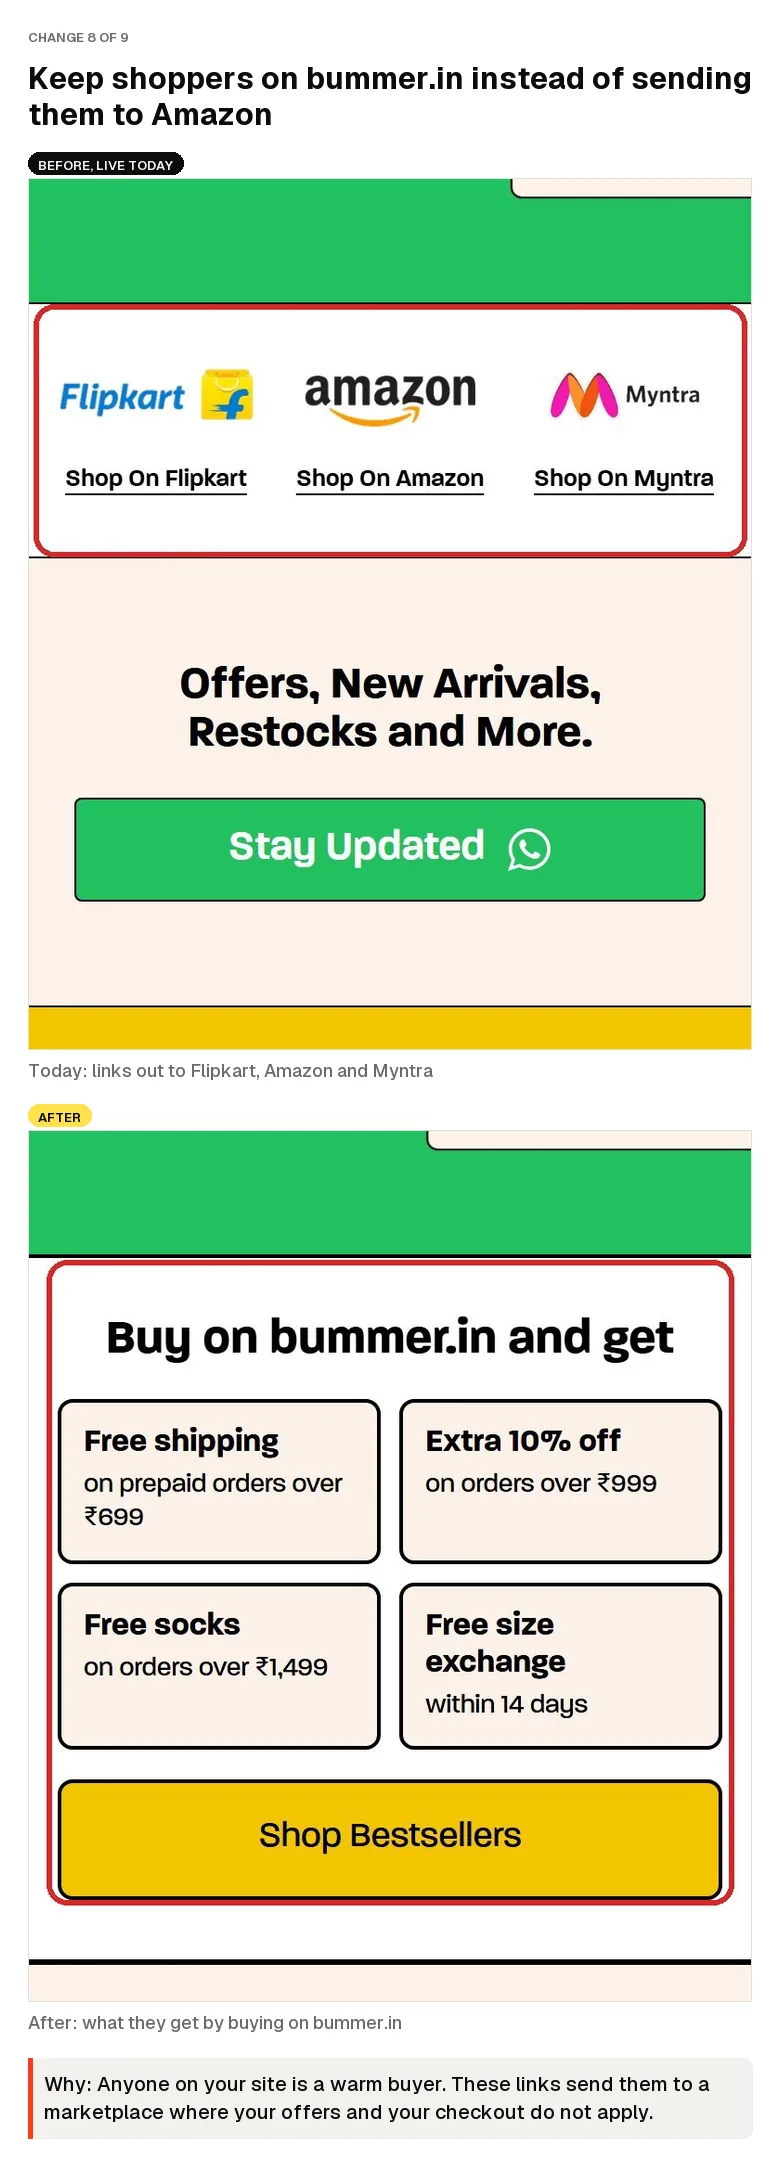 CHANGE 8 OF 9
Keep shoppers on bummer.in instead of sending
them to Amazon
BEFORE, LIVE TODAY
Flipkart amazon Myntra
Shop On Flipkart Shop On Amazon Shop On Myntra
Offers, New Arrivals,
Restocks and More.
Stay Updated
Today: links out to Flipkart, Amazon and Myntra
AFTER
Buy on bummer.in and get
Free shipping
on prepaid orders over
₹699
Extra 10% off
on orders over ₹999
Free socks
on orders over ₹1,499
Free size
exchange
within 14 days
Shop Bestsellers
After: what they get by buying on bummer.in
Why: Anyone on your site is a warm buyer. These links send them to a
marketplace where your offers and your checkout do not apply.